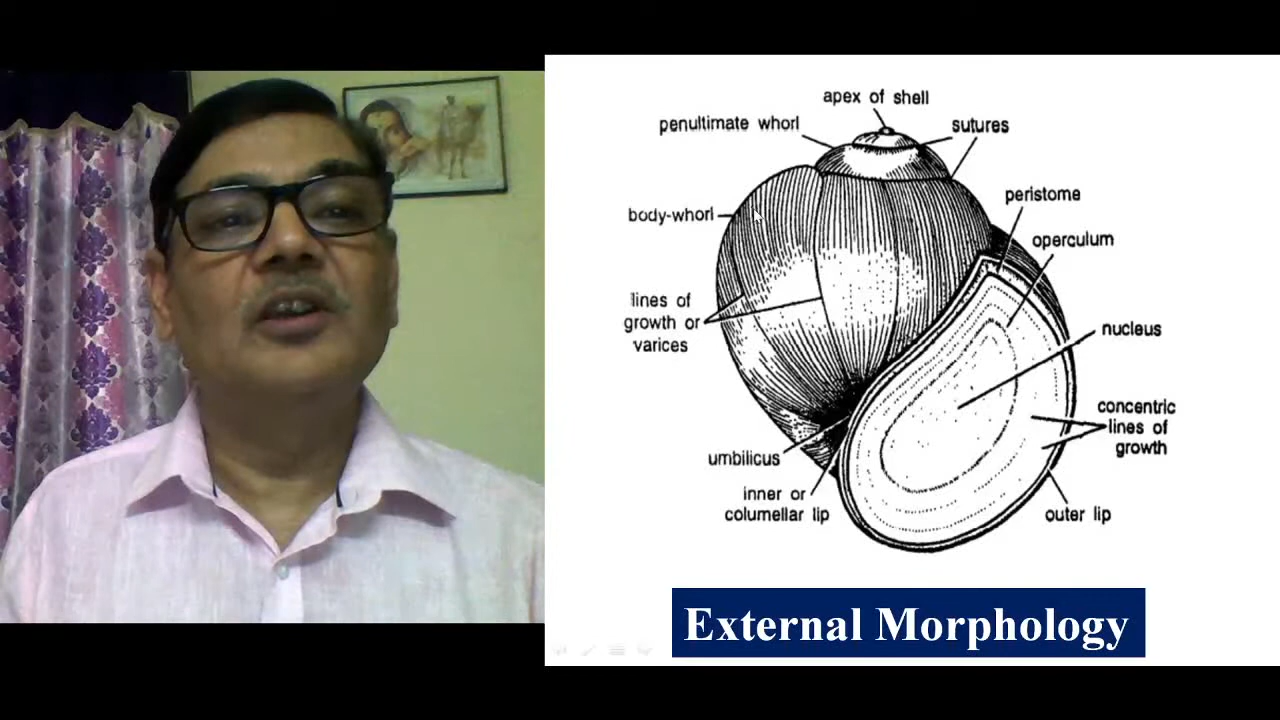 apex of shell
penultimate whorl
sutures
peristome
body-whorl
operculum
lines of
growth or
varices
nucleus
concentric
lines of
growth
umbilicus
inner or
columellar lip
outer lip
External Morphology